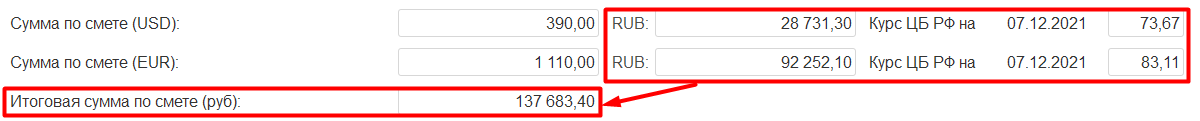 Сумма по смете (USD): 390,00 RUB: 28 731,30 Курс ЦБ РФ на 07.12.2021 73,67
Сумма по смете (EUR): 1 110,00 RUB: 92 252,10 Курс ЦБ РФ на 07.12.2021 83,11
Итоговая сумма по смете (руб): 137 683,40